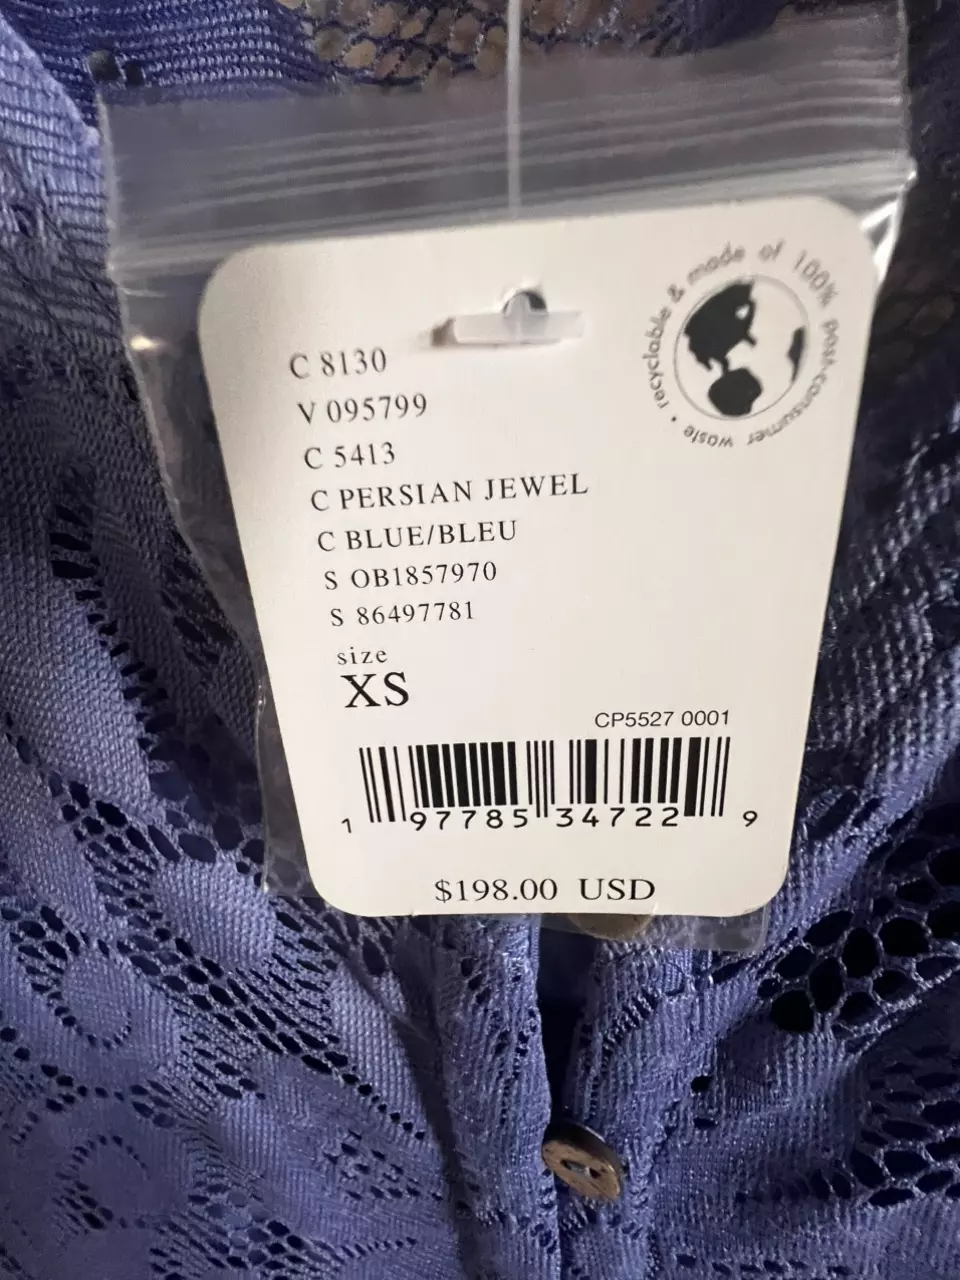 recyclable & made of 100% post-consumer waste •
C 8130
V 095799
C 5413
C PERSIAN JEWEL
C BLUE/BLEU
S OB1857970
S 86497781
size
XS
CP5527 0001
1 97785 34722 9
$198.00 USD